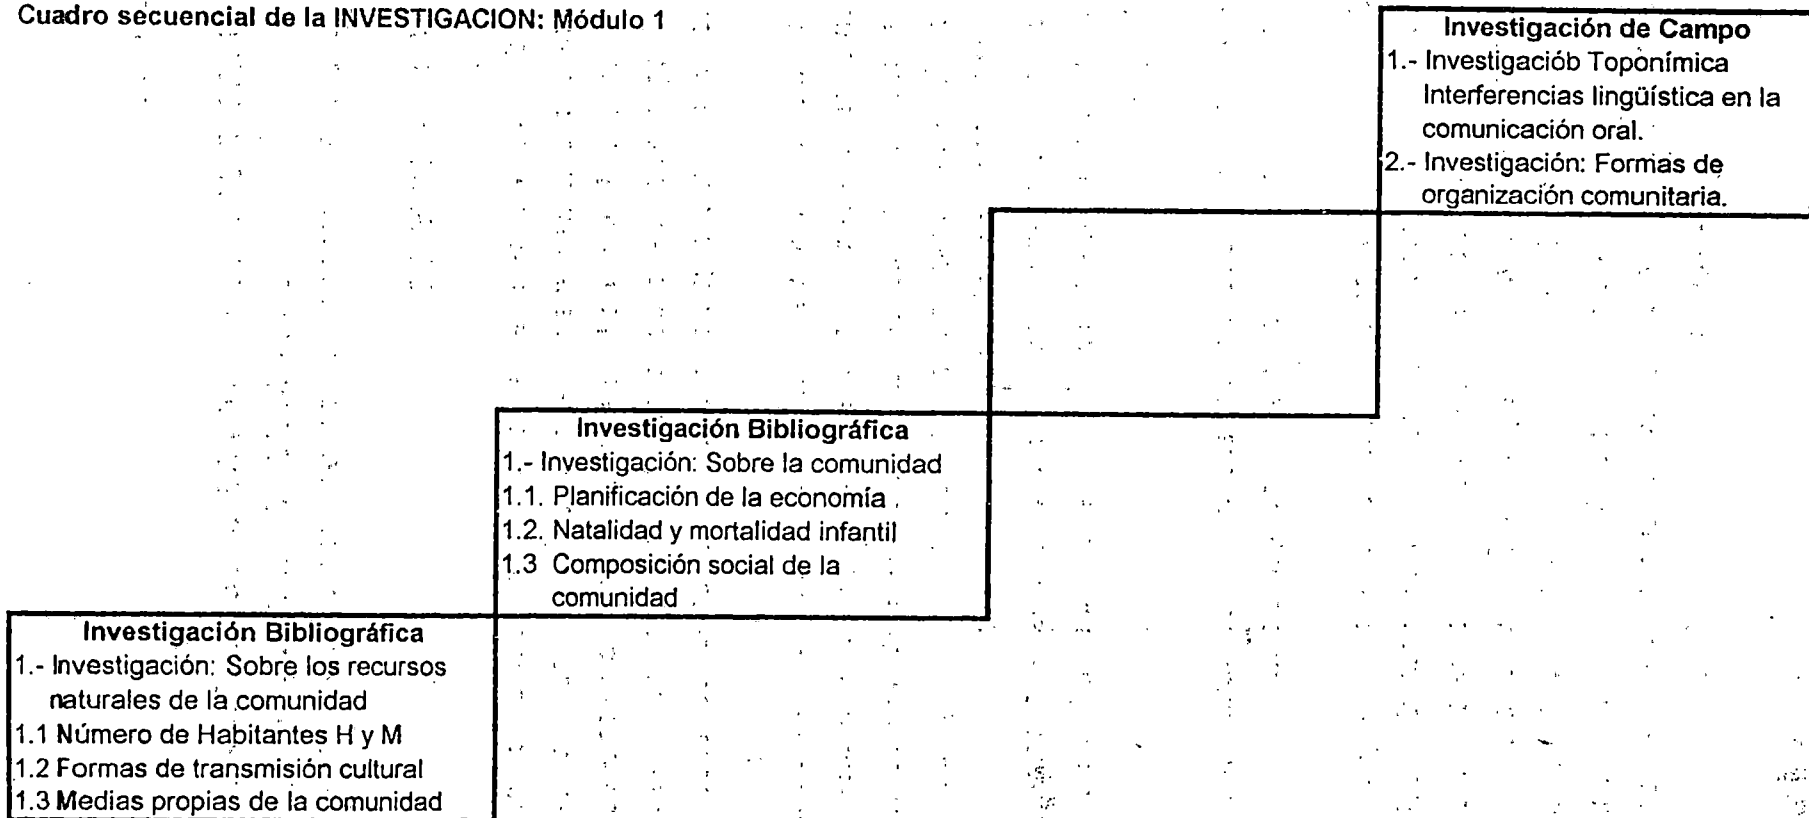 Cuadro secuencial de la INVESTIGACION: Módulo 1
Investigación de Campo
1.- Investigaciób Toponímica
Interferencias lingüística en la
comunicación oral.
2.- Investigación: Formas de
organización comunitaria.
Investigación Bibliográfica
1.- Investigación: Sobre la comunidad
1.1. Planificación de la economía
1.2. Natalidad y mortalidad infantil
1.3 Composición social de la
comunidad
Investigación Bibliográfica
1.- Investigación: Sobre los recursos
naturales de la comunidad
1.1 Número de Habitantes H y M
1.2 Formas de transmisión cultural
1.3 Medias propias de la comunidad